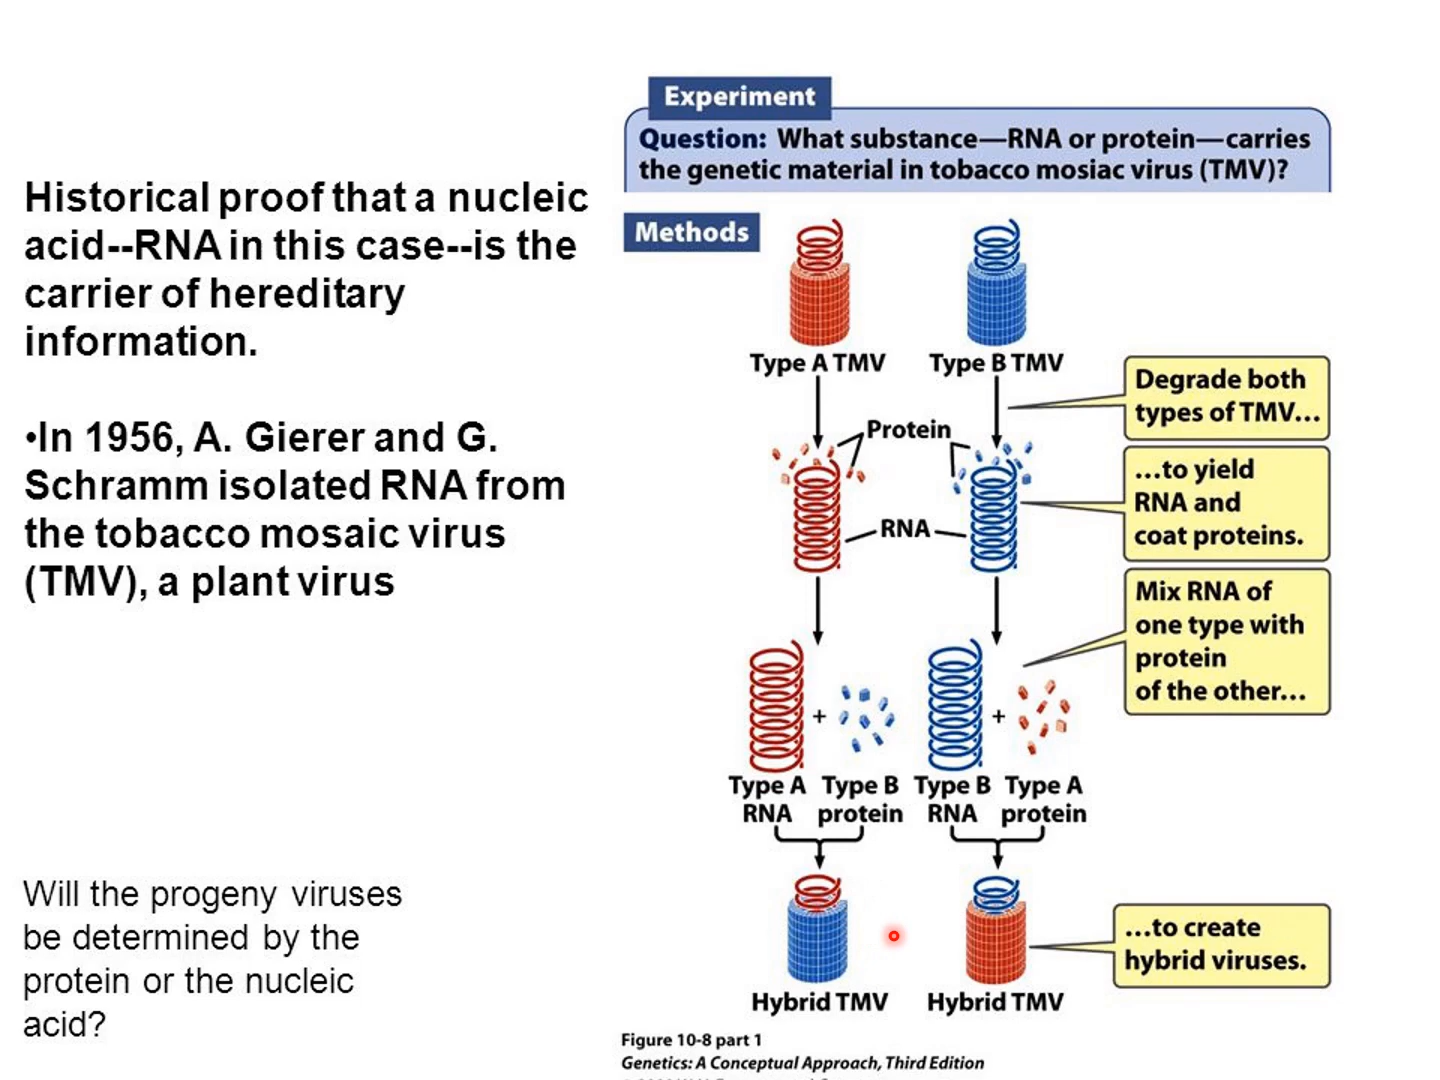 Historical proof that a nucleic
acid--RNA in this case--is the
carrier of hereditary
information.
•In 1956, A. Gierer and G.
Schramm isolated RNA from
the tobacco mosaic virus
(TMV), a plant virus
Will the progeny viruses
be determined by the
protein or the nucleic
acid?
Experiment
Question: What substance—RNA or protein—carries
the genetic material in tobacco mosiac virus (TMV)?
Methods
Type A TMV
Type B TMV
Degrade both
types of TMV...
Protein
...to yield
RNA and
coat proteins.
RNA
Mix RNA of
one type with
protein
of the other...
+
+
Type A
RNA
Type B
protein
Type B
RNA
Type A
protein
...to create
hybrid viruses.
Hybrid TMV
Hybrid TMV
Figure 10-8 part 1
Genetics: A Conceptual Approach, Third Edition